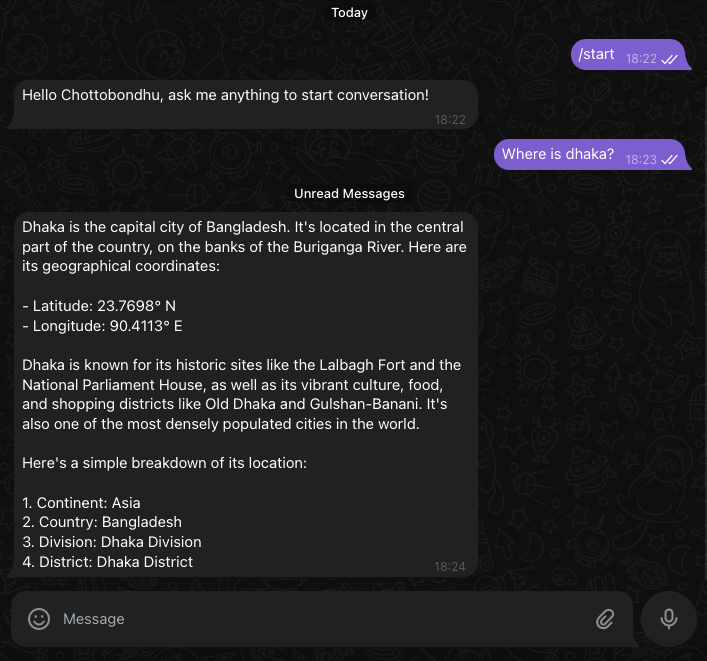 Today
/start 18:22
Hello Chottobondhu, ask me anything to start conversation!
18:22
Where is dhaka? 18:23
Unread Messages
Dhaka is the capital city of Bangladesh. It's located in the central
part of the country, on the banks of the Buriganga River. Here are
its geographical coordinates:
- Latitude: 23.7698° N
- Longitude: 90.4113° E
Dhaka is known for its historic sites like the Lalbagh Fort and the
National Parliament House, as well as its vibrant culture, food,
and shopping districts like Old Dhaka and Gulshan-Banani. It's
also one of the most densely populated cities in the world.
Here's a simple breakdown of its location:
1. Continent: Asia
2. Country: Bangladesh
3. Division: Dhaka Division
4. District: Dhaka District
18:24
Message